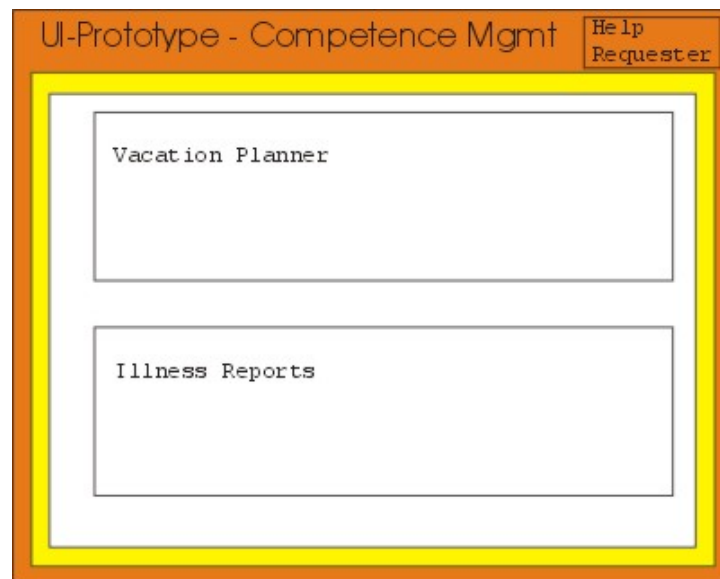 UI-Prototype - Competence Mgmt
Help
Requester
Vacation Planner
Illness Reports